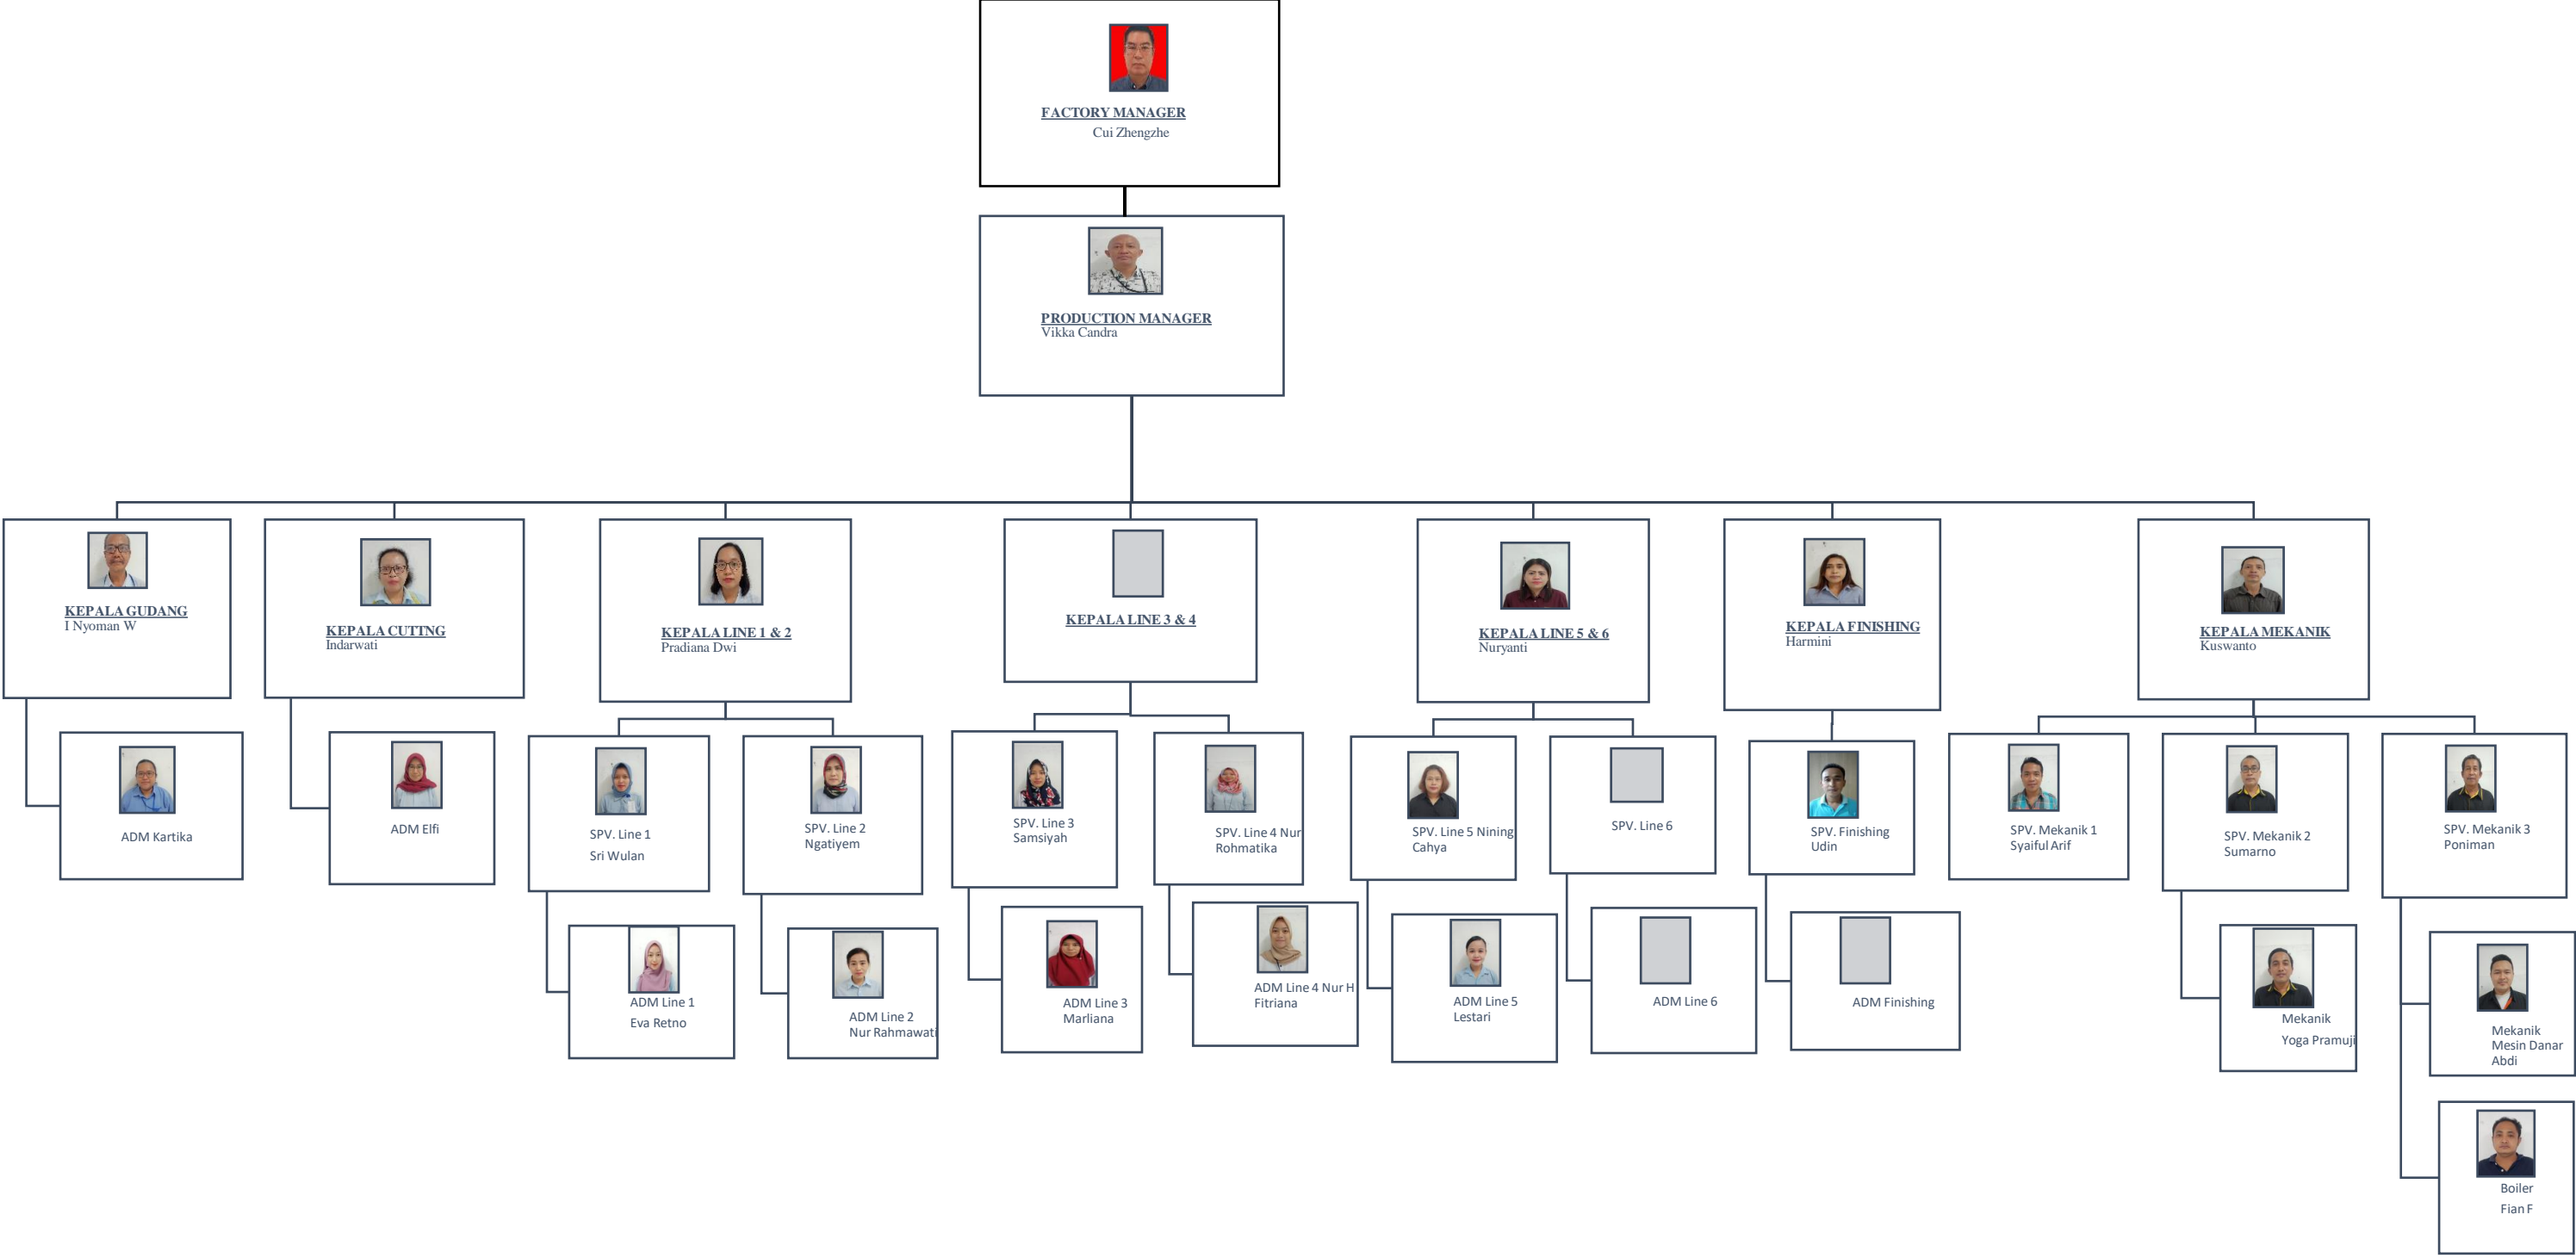 FACTORY MANAGER
Cui Zhengzhe
PRODUCTION MANAGER
Vikka Candra
KEPALA GUDANG
I Nyoman W
KEPALA CUTTNG
Indarwati
KEPALA LINE 1 & 2
Pradiana Dwi
KEPALA LINE 3 & 4
KEPALA LINE 5 & 6
Nuryanti
KEPALA FINISHING
Harmini
KEPALA MEKANIK
Kuswanto
ADM Kartika
ADM Elfi
SPV. Line 1
Sri Wulan
SPV. Line 2
Ngatiyem
SPV. Line 3
Samsiyah
SPV. Line 4 Nur
Rohmatika
SPV. Line 5 Nining
Cahya
SPV. Line 6
SPV. Finishing
Udin
SPV. Mekanik 1
Syaiful Arif
SPV. Mekanik 2
Sumarno
SPV. Mekanik 3
Poniman
ADM Line 1
Eva Retno
ADM Line 2
Nur Rahmawati
ADM Line 3
Marliana
ADM Line 4 Nur H
Fitriana
ADM Line 5
Lestari
ADM Line 6
ADM Finishing
Mekanik
Yoga Pramuji
Mekanik
Mesin Danar
Abdi
Boiler
Fian F